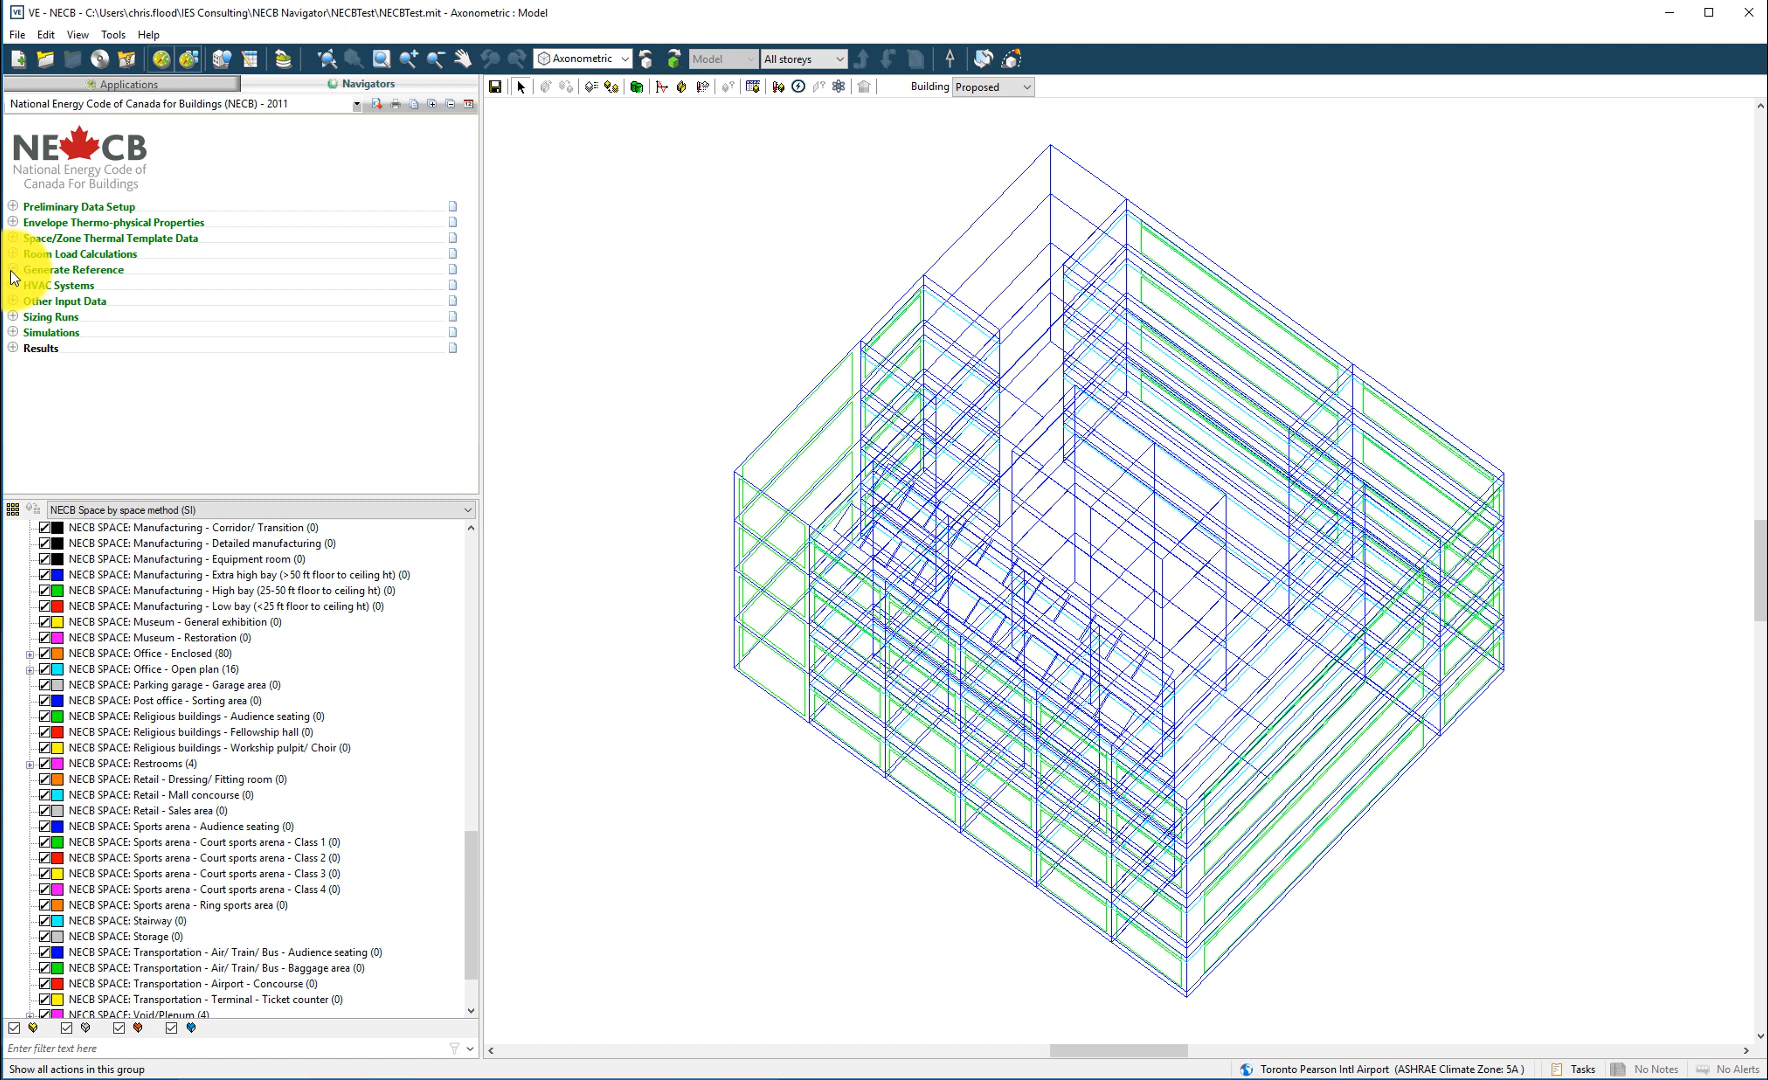 VE - NECB - C:\Users\chris.flood\IES Consulting\NECB Navigator\NECBTest\NECBTest.mit - Axonometric : Model
File Edit View Tools Help
Axonometric Model All storeys
Applications Navigators
National Energy Code of Canada for Buildings (NECB) - 2011
Building Proposed
NECB
National Energy Code of
Canada For Buildings
Preliminary Data Setup
Envelope Thermo-physical Properties
Space/Zone Thermal Template Data
Room Load Calculations
Generate Reference
HVAC Systems
Other Input Data
Sizing Runs
Simulations
Results
NECB Space by space method (SI)
NECB SPACE: Manufacturing - Corridor/ Transition (0)
NECB SPACE: Manufacturing - Detailed manufacturing (0)
NECB SPACE: Manufacturing - Equipment room (0)
NECB SPACE: Manufacturing - Extra high bay (>50 ft floor to ceiling ht) (0)
NECB SPACE: Manufacturing - High bay (25-50 ft floor to ceiling ht) (0)
NECB SPACE: Manufacturing - Low bay (<25 ft floor to ceiling ht) (0)
NECB SPACE: Museum - General exhibition (0)
NECB SPACE: Museum - Restoration (0)
NECB SPACE: Office - Enclosed (80)
NECB SPACE: Office - Open plan (16)
NECB SPACE: Parking garage - Garage area (0)
NECB SPACE: Post office - Sorting area (0)
NECB SPACE: Religious buildings - Audience seating (0)
NECB SPACE: Religious buildings - Fellowship hall (0)
NECB SPACE: Religious buildings - Workship pulpit/ Choir (0)
NECB SPACE: Restrooms (4)
NECB SPACE: Retail - Dressing/ Fitting room (0)
NECB SPACE: Retail - Mall concourse (0)
NECB SPACE: Retail - Sales area (0)
NECB SPACE: Sports arena - Audience seating (0)
NECB SPACE: Sports arena - Court sports arena - Class 1 (0)
NECB SPACE: Sports arena - Court sports arena - Class 2 (0)
NECB SPACE: Sports arena - Court sports arena - Class 3 (0)
NECB SPACE: Sports arena - Court sports arena - Class 4 (0)
NECB SPACE: Sports arena - Ring sports area (0)
NECB SPACE: Stairway (0)
NECB SPACE: Storage (0)
NECB SPACE: Transportation - Air/ Train/ Bus - Audience seating (0)
NECB SPACE: Transportation - Air/ Train/ Bus - Baggage area (0)
NECB SPACE: Transportation - Airport - Concourse (0)
NECB SPACE: Transportation - Terminal - Ticket counter (0)
NECB SPACE: Void/Plenum (4)
Enter filter text here
Show all actions in this group
Toronto Pearson Intl Airport (ASHRAE Climate Zone: 5A ) Tasks No Notes No Alerts